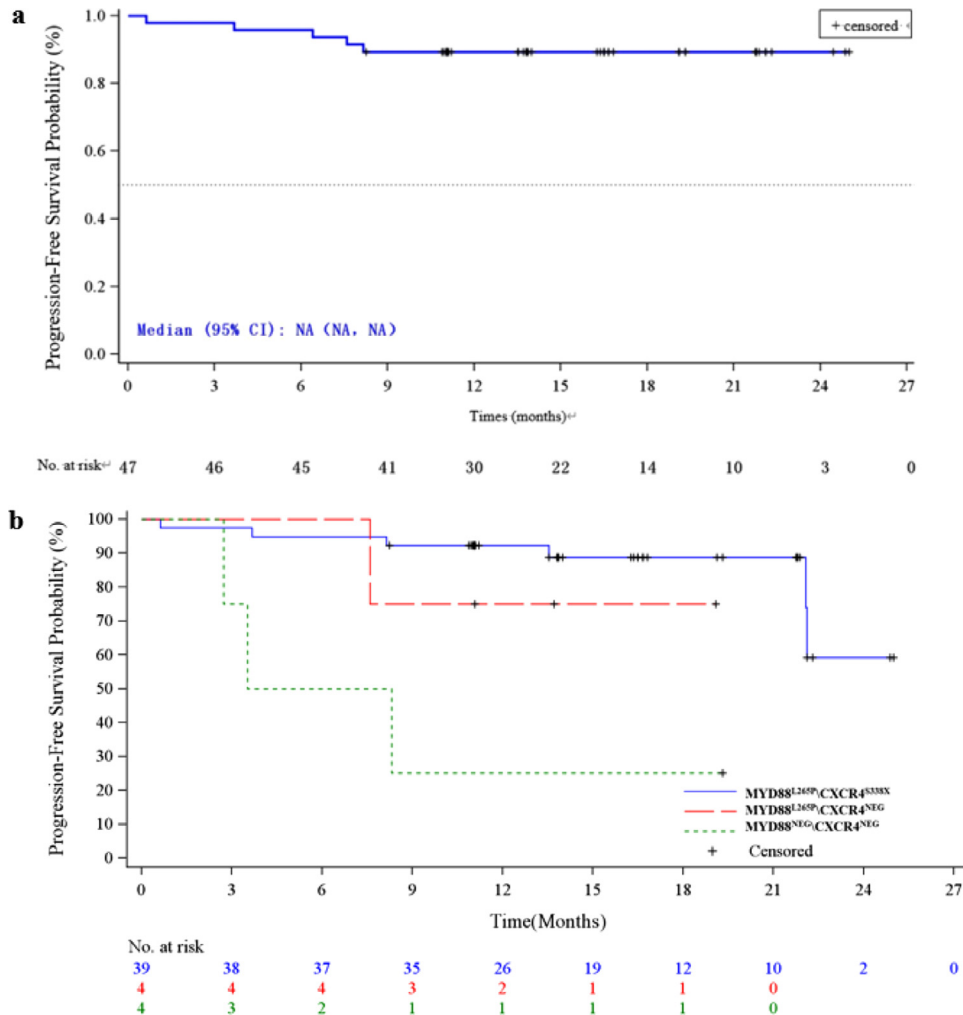 a
+ censored
Progression-Free Survival Probability (%)
1.0
0.8
0.6
0.4
0.2
0.0
Median (95% CI): NA (NA, NA)
0 3 6 9 12 15 18 21 24 27
Times (months)↵
No. at risk↵ 47 46 45 41 30 22 14 10 3 0
b
Progression-Free Survival Probability (%)
100
90
80
70
60
50
40
30
20
10
0
MYD88L265P\CXCR4S338X
MYD88L265P\CXCR4NEG
MYD88NEG\CXCR4NEG
+ Censored
0 3 6 9 12 15 18 21 24 27
Time(Months)
No. at risk
39 38 37 35 26 19 12 10 2 0
4 4 4 3 2 1 1 0
4 3 2 1 1 1 1 0